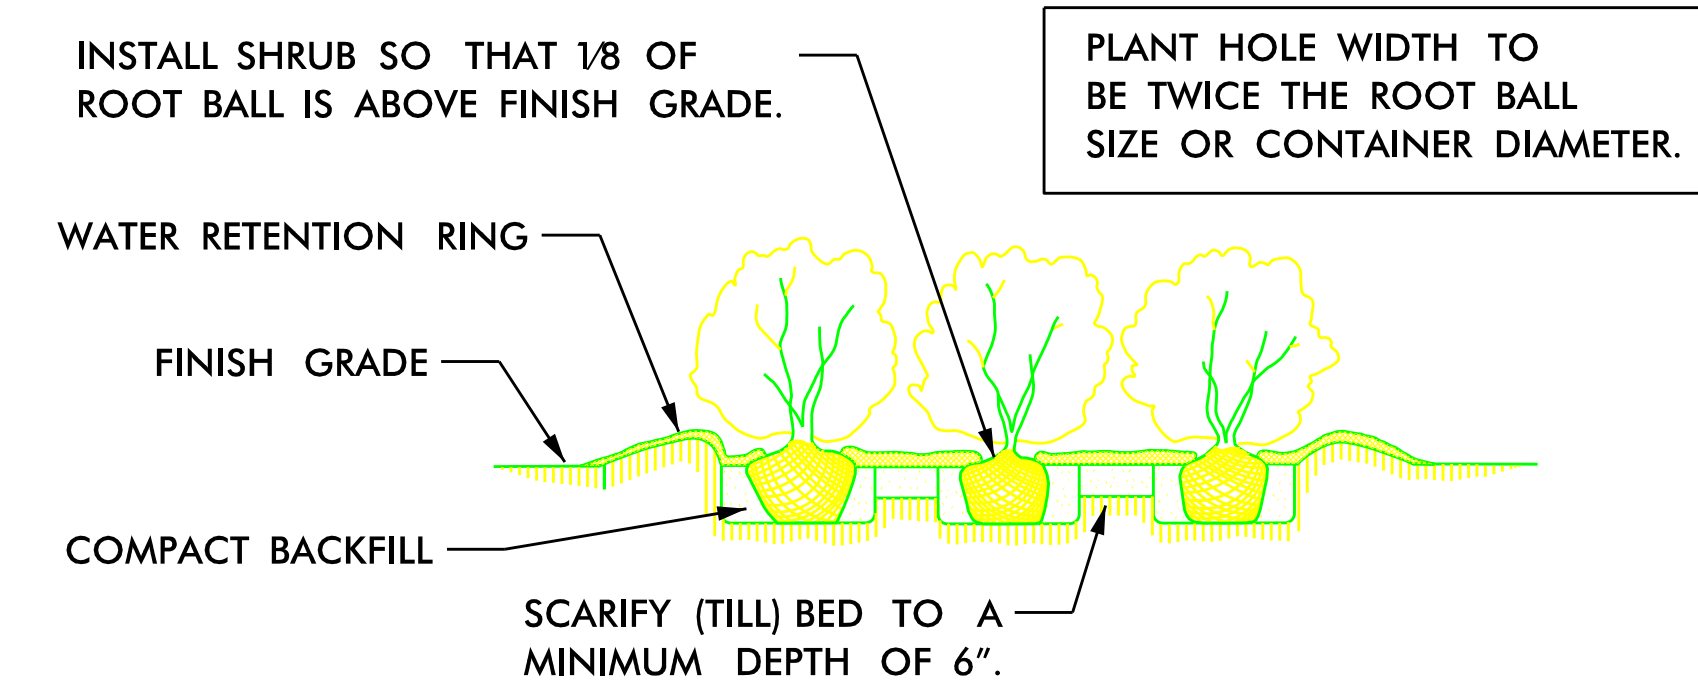 INSTALL SHRUB SO THAT 1/8 OF
ROOT BALL IS ABOVE FINISH GRADE.
PLANT HOLE WIDTH TO
BE TWICE THE ROOT BALL
SIZE OR CONTAINER DIAMETER.
WATER RETENTION RING
FINISH GRADE
COMPACT BACKFILL
SCARIFY (TILL) BED TO A
MINIMUM DEPTH OF 6".